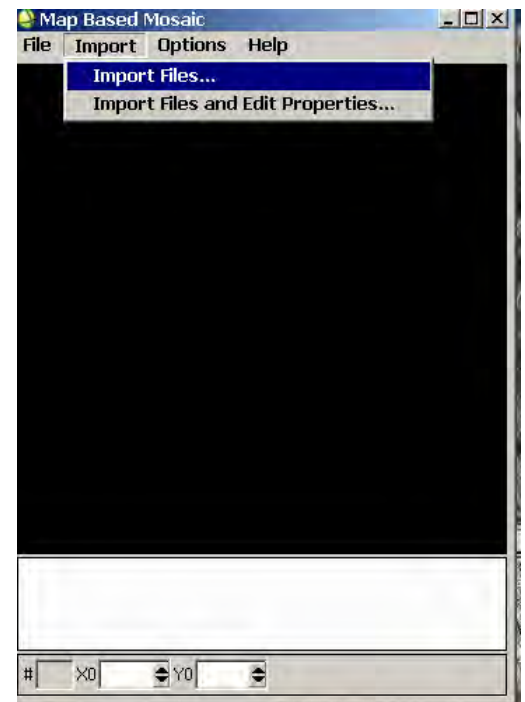 Map Based Mosaic
File Import Options Help
Import Files...
Import Files and Edit Properties...
# X0 Y0